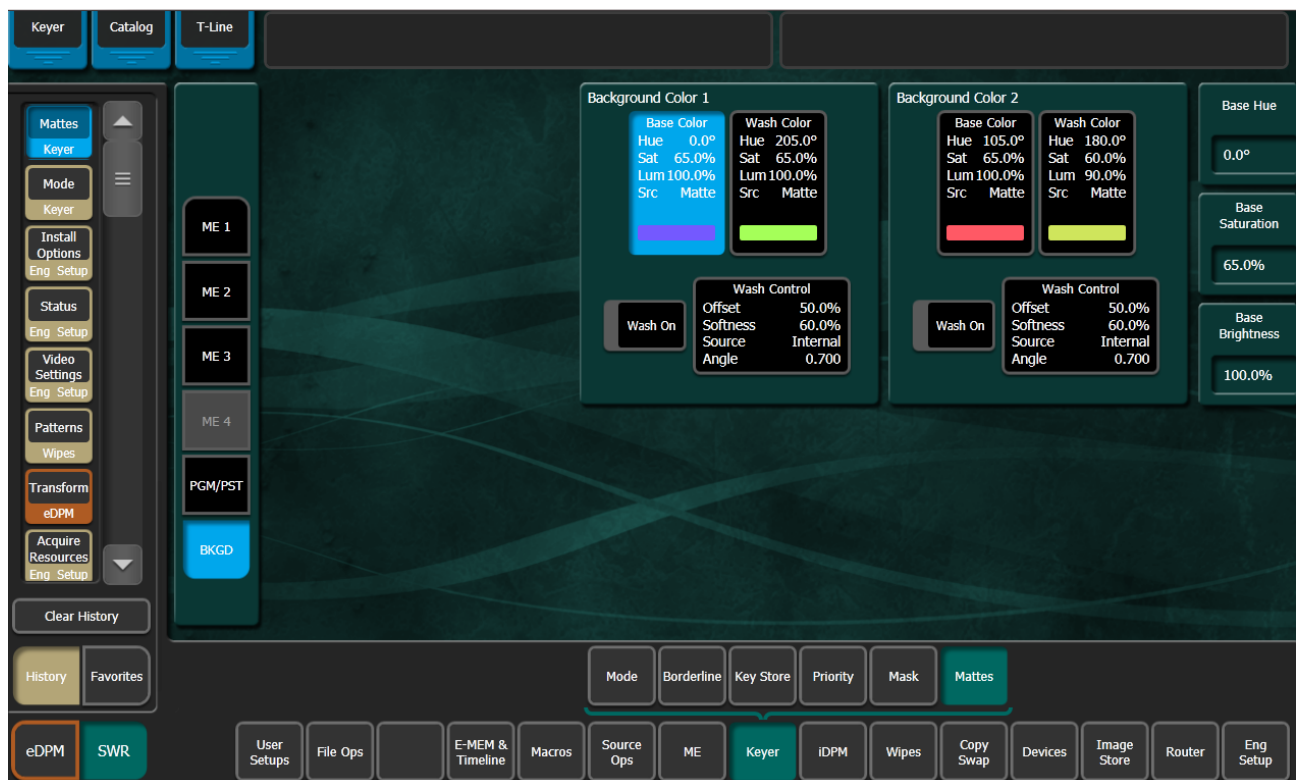 Keyer
Catalog
T-Line
Mattes
Keyer
Mode
Keyer
Install
Options
Eng Setup
Status
Eng Setup
Video
Settings
Eng Setup
Patterns
Wipes
Transform
eDPM
Acquire
Resources
Eng Setup
Clear History
History
Favorites
ME 1
ME 2
ME 3
ME 4
PGM/PST
BKGD
Background Color 1
Base Color
Hue 0.0º
Sat 65.0%
Lum 100.0%
Src Matte
Wash Color
Hue 205.0º
Sat 65.0%
Lum 100.0%
Src Matte
Wash On
Wash Control
Offset 50.0%
Softness 60.0%
Source Internal
Angle 0.700
Background Color 2
Base Color
Hue 105.0º
Sat 65.0%
Lum 100.0%
Src Matte
Wash Color
Hue 180.0º
Sat 60.0%
Lum 90.0%
Src Matte
Wash On
Wash Control
Offset 50.0%
Softness 60.0%
Source Internal
Angle 0.700
Base Hue
0.0º
Base
Saturation
65.0%
Base
Brightness
100.0%
Mode
Borderline
Key Store
Priority
Mask
Mattes
eDPM
SWR
User
Setups
File Ops
E-MEM &
Timeline
Macros
Source
Ops
ME
Keyer
iDPM
Wipes
Copy
Swap
Devices
Image
Store
Router
Eng
Setup